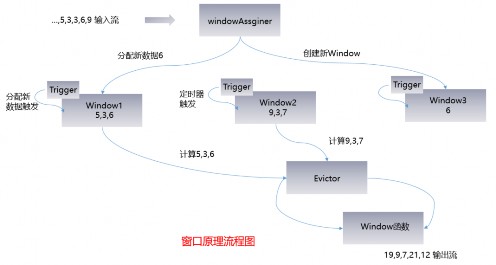 ...,5,3,3,6,9 输入流
windowAssginer
分配新数据6
创建新Window
Trigger
分配新
数据触发
Window1
5,3,6
定时器
触发
Trigger
Window2
9,3,7
Trigger
Window3
6
计算5,3,6
计算9,3,7
Evictor
Window函数
窗口原理流程图
19,9,7,21,12 输出流